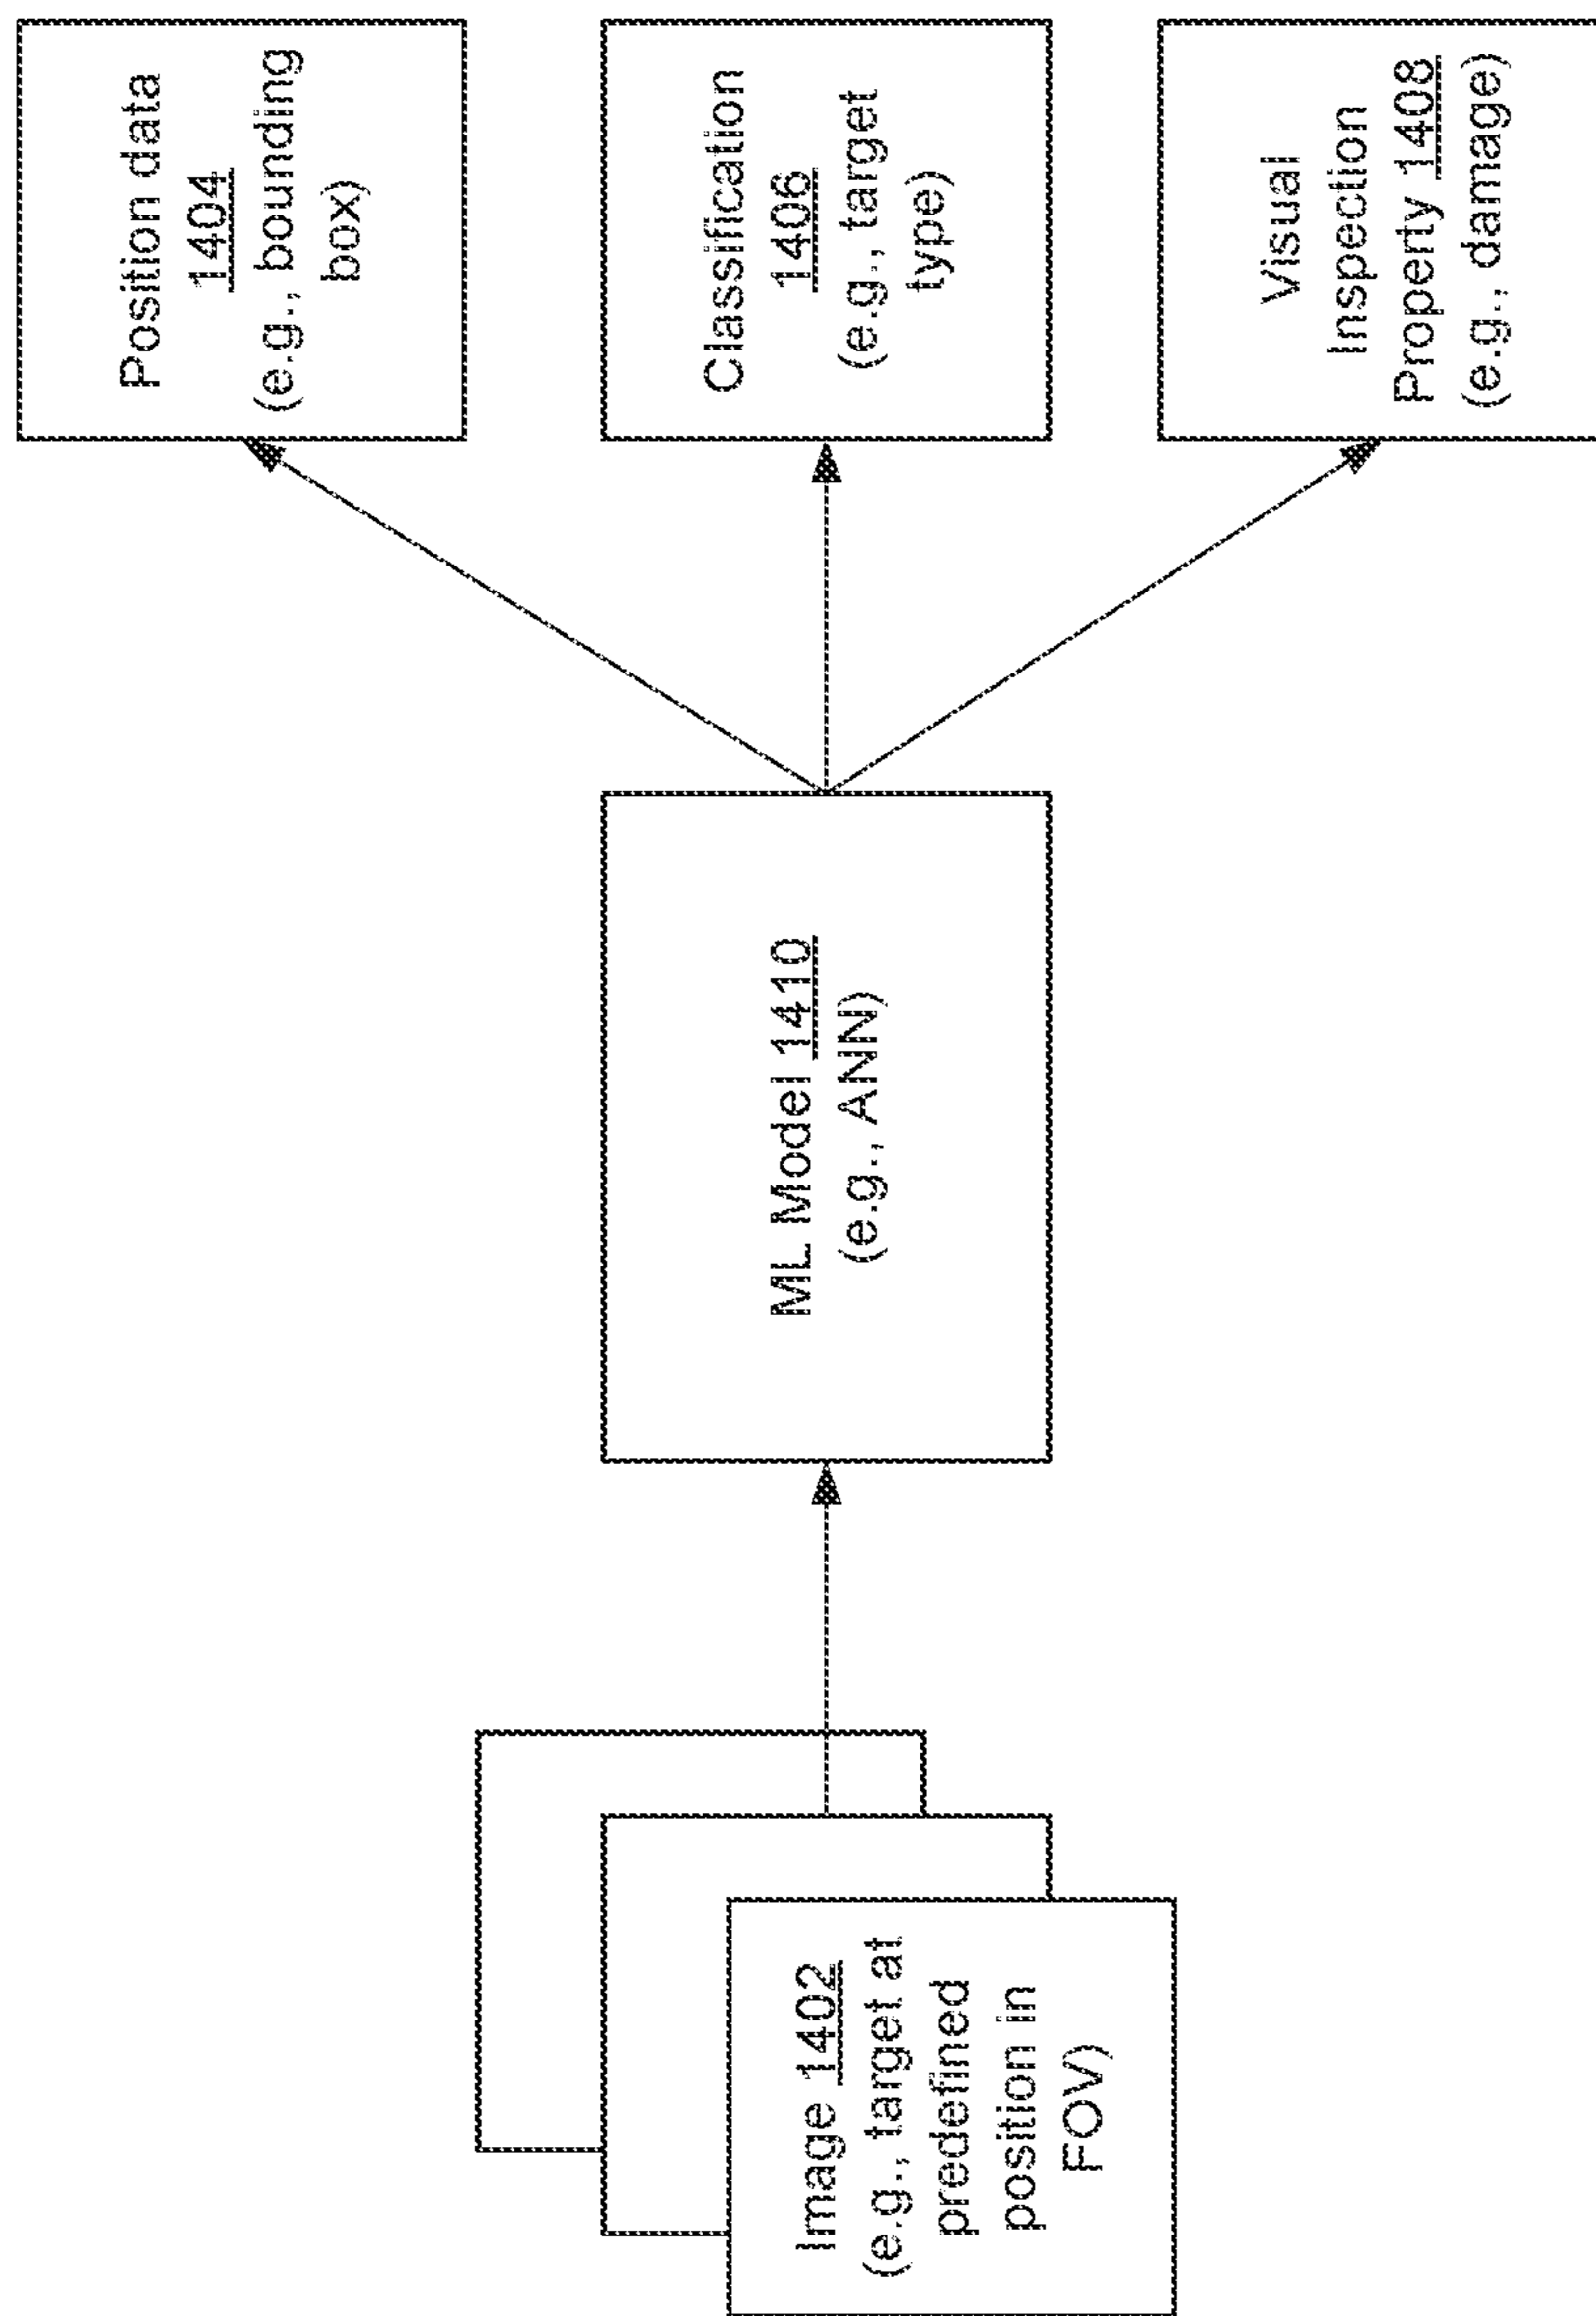 Image 1402
(e.g., target at
predefined
position in
FOV)
ML Model 1410
(e.g., ANN)
Position data
1404
(e.g., bounding
box)
Classification
1406
(e.g., target
type)
Visual
Inspection
Property 1408
(e.g., damage)